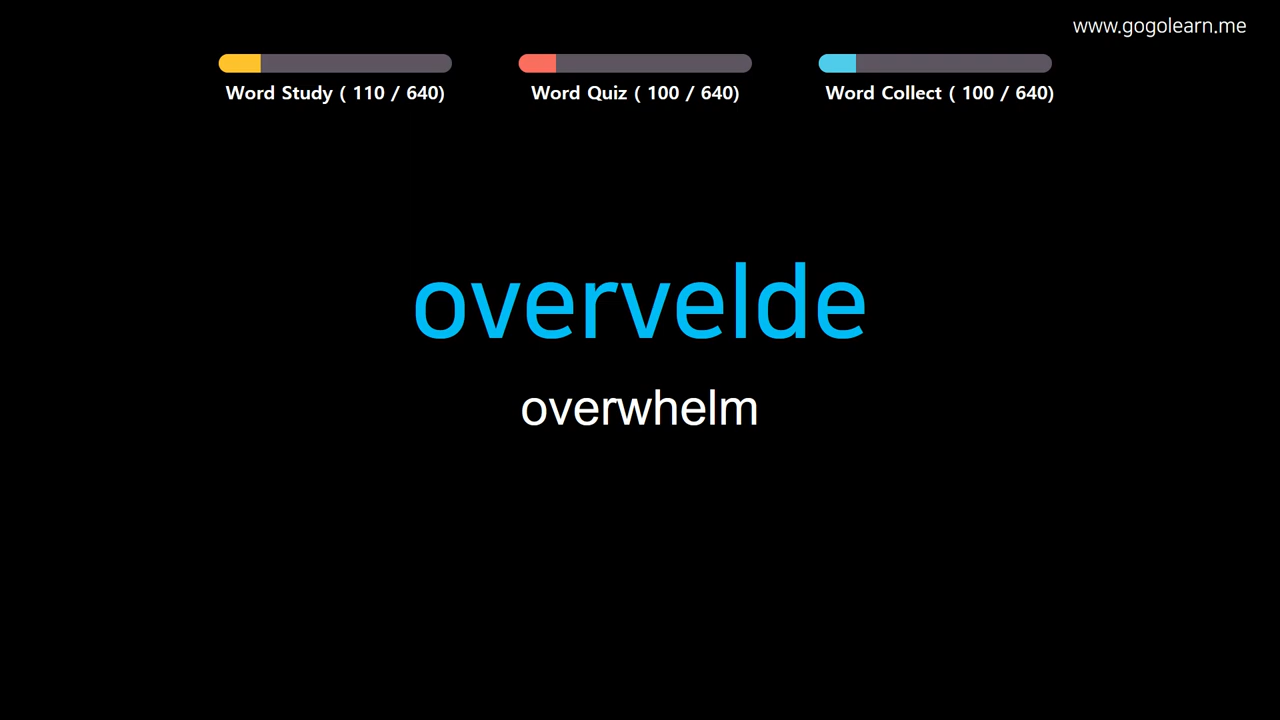 www.gogolearn.me
Word Study ( 110 / 640)
Word Quiz ( 100 / 640)
Word Collect ( 100 / 640)
overvelde
overwhelm